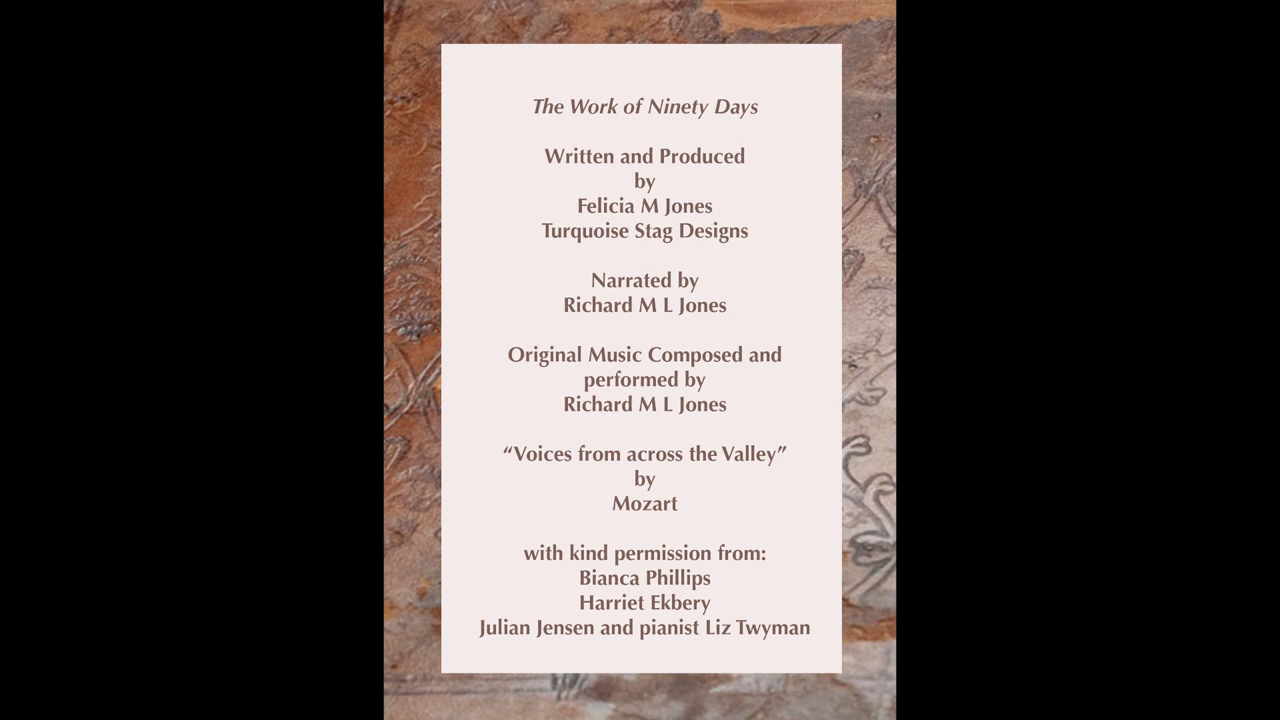 The Work of Ninety Days
Written and Produced
by
Felicia M Jones
Turquoise Stag Designs
Narrated by
Richard M L Jones
Original Music Composed and
performed by
Richard M L Jones
“Voices from across the Valley”
by
Mozart
with kind permission from:
Bianca Phillips
Harriet Ekbery
Julian Jensen and pianist Liz Twyman